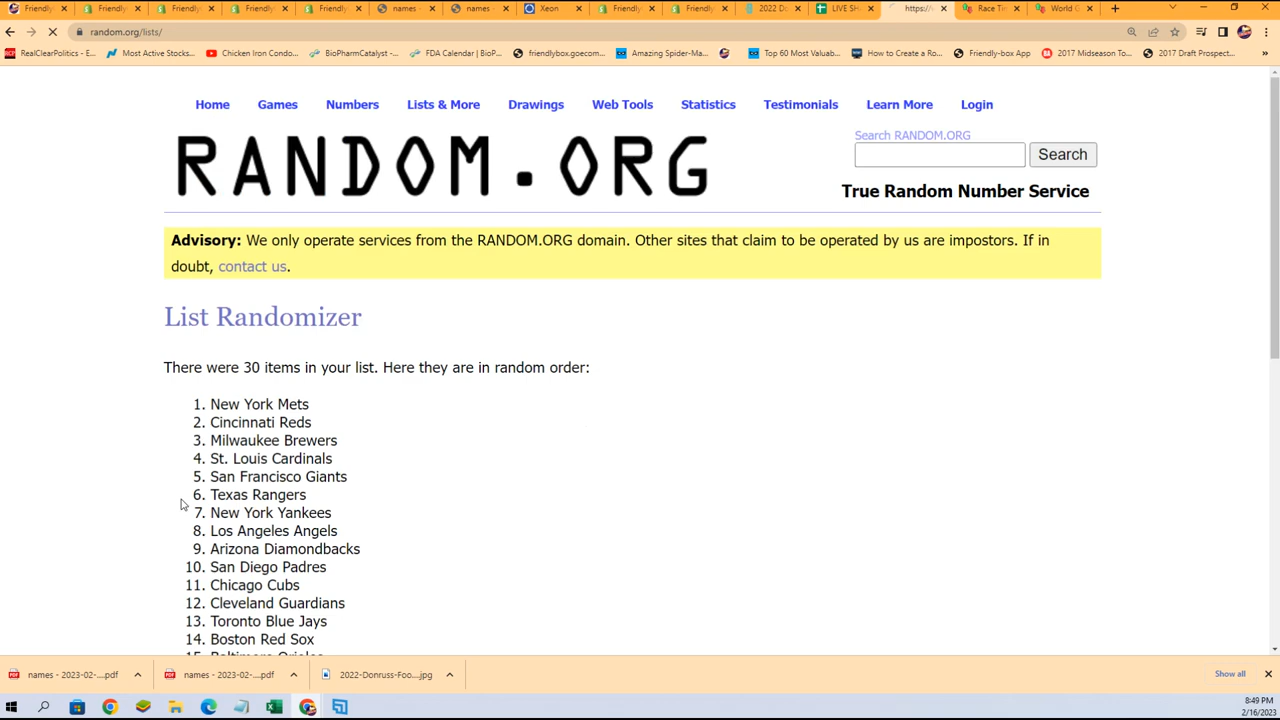 Friendly
Friendly
Friendly
Friendly
Friendly
names -
names -
Xeon
Friendly
Friendly
2022 Do
LIVE SH
https://
Race Tim
World G
random.org/lists/
RealClearPolitics - E...
Most Active Stocks...
Chicken Iron Condo...
BioPharmCatalyst -...
FDA Calendar | BioP...
friendlybox.goecom...
Amazing Spider-Ma...
Top 60 Most Valuab...
How to Create a Ro...
Friendly-box App
2017 Midseason To...
2017 Draft Prospect...
»
Home Games Numbers Lists & More Drawings Web Tools Statistics Testimonials Learn More Login
RANDOM.ORG
Search RANDOM.ORG
Search
True Random Number Service
Advisory: We only operate services from the RANDOM.ORG domain. Other sites that claim to be operated by us are impostors. If in
doubt, contact us.
List Randomizer
There were 30 items in your list. Here they are in random order:
1. New York Mets
2. Cincinnati Reds
3. Milwaukee Brewers
4. St. Louis Cardinals
5. San Francisco Giants
6. Texas Rangers
7. New York Yankees
8. Los Angeles Angels
9. Arizona Diamondbacks
10. San Diego Padres
11. Chicago Cubs
12. Cleveland Guardians
13. Toronto Blue Jays
14. Boston Red Sox
15. Baltimore Orioles
names - 2023-02-....pdf
names - 2023-02-....pdf
2022-Donruss-Foo....jpg
Show all
8:49 PM
2/16/2023